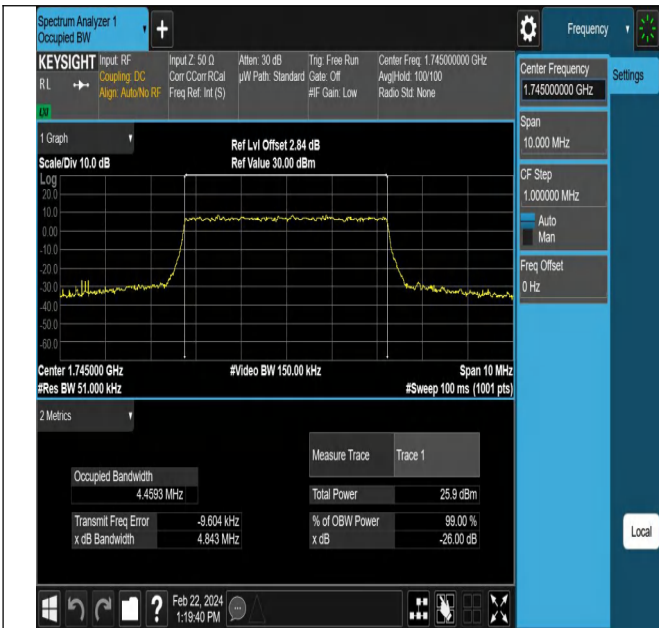 Spectrum Analyzer 1
Occupied BW
+
Frequency
KEYSIGHT
RL
LXI
Input: RF
Coupling: DC
Align: Auto/No RF
Input Z: 50 Ω
Corr CCorr RCal
Freq Ref: Int (S)
Atten: 30 dB
µW Path: Standard
Trig: Free Run
Gate: Off
#IF Gain: Low
Center Freq: 1.745000000 GHz
Avg|Hold: 100/100
Radio Std: None
Center Frequency
1.745000000 GHz
Settings
Span
10.000 MHz
CF Step
1.000000 MHz
Auto
Man
Freq Offset
0 Hz
Local
1 Graph
Scale/Div 10.0 dB
Ref Lvl Offset 2.84 dB
Ref Value 30.00 dBm
Log
20.0
10.0
0.00
-10.0
-20.0
-30.0
-40.0
-50.0
-60.0
Center 1.745000 GHz
#Res BW 51.000 kHz
#Video BW 150.00 kHz
Span 10 MHz
#Sweep 100 ms (1001 pts)
2 Metrics
Measure Trace Trace 1
Occupied Bandwidth
4.4593 MHz
Total Power 25.9 dBm
Transmit Freq Error -9.604 kHz
% of OBW Power 99.00 %
x dB Bandwidth 4.843 MHz
x dB -26.00 dB
?
Feb 22, 2024
1:19:40 PM